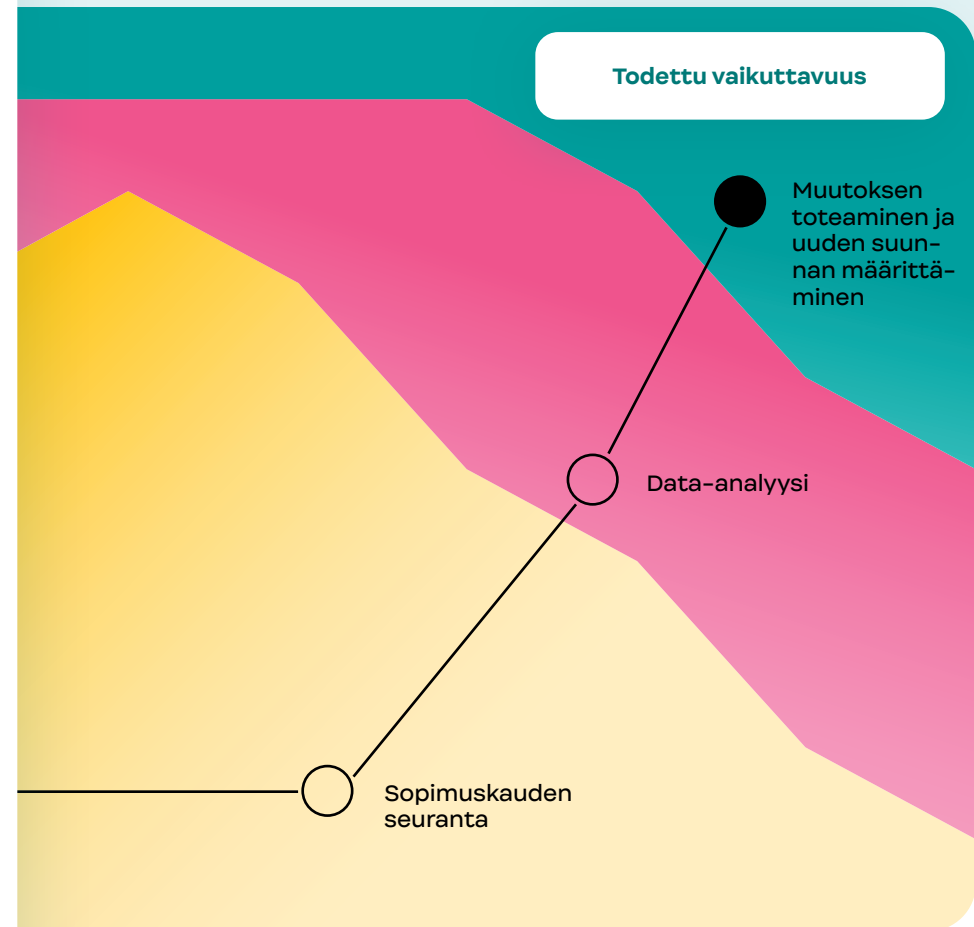 Todettu vaikuttavuus
Muutoksen
toteaminen ja
uuden suun-
nan määrittä-
minen
Data-analyysi
Sopimuskauden
seuranta